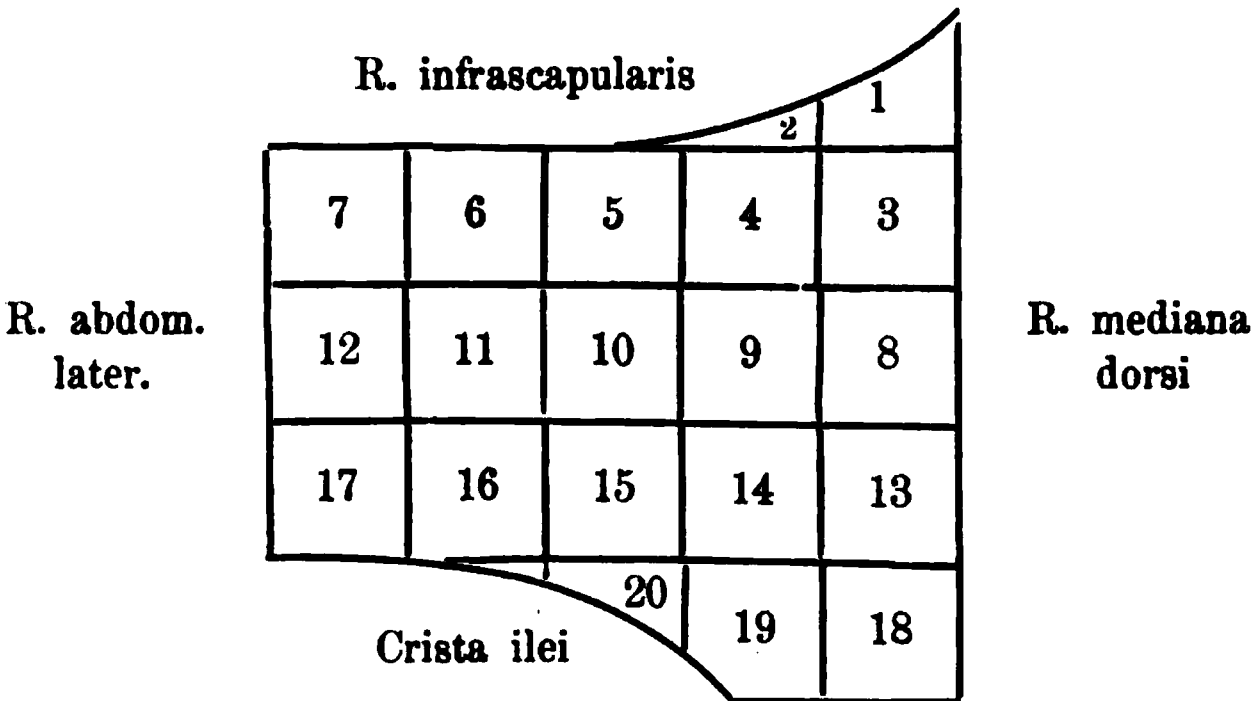 R. infrascapularis
1
2
7 6 5 4 3
R. abdom.
later.
12 11 10 9 8
R. mediana
dorsi
17 16 15 14 13
20 19 18
Crista ilei